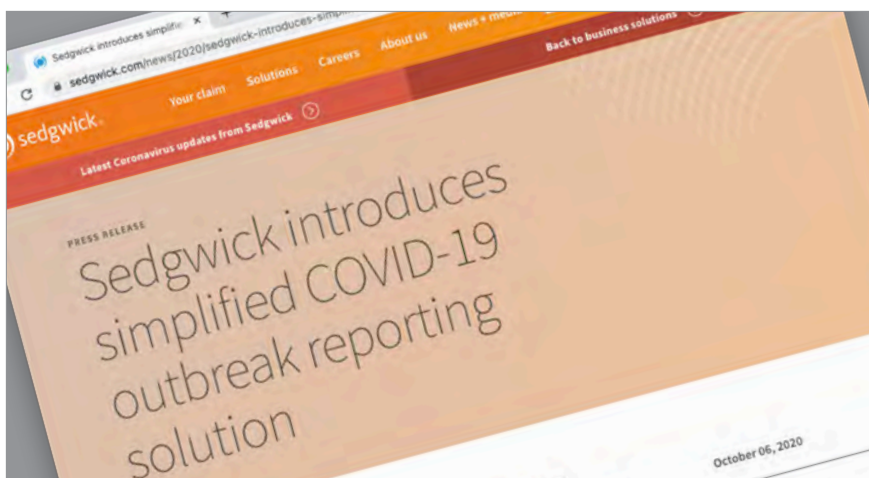 Sedgwick introduces simplifie
sedgwick.com/news/2020/sedgwick-introduces-simpl
Your claim Solutions Careers About us News + med
sedgwick.
Latest Coronavirus updates from Sedgwick
Back to business solutions
PRESS RELEASE
Sedgwick introduces
simplified COVID-19
outbreak reporting
solution
October 06, 2020